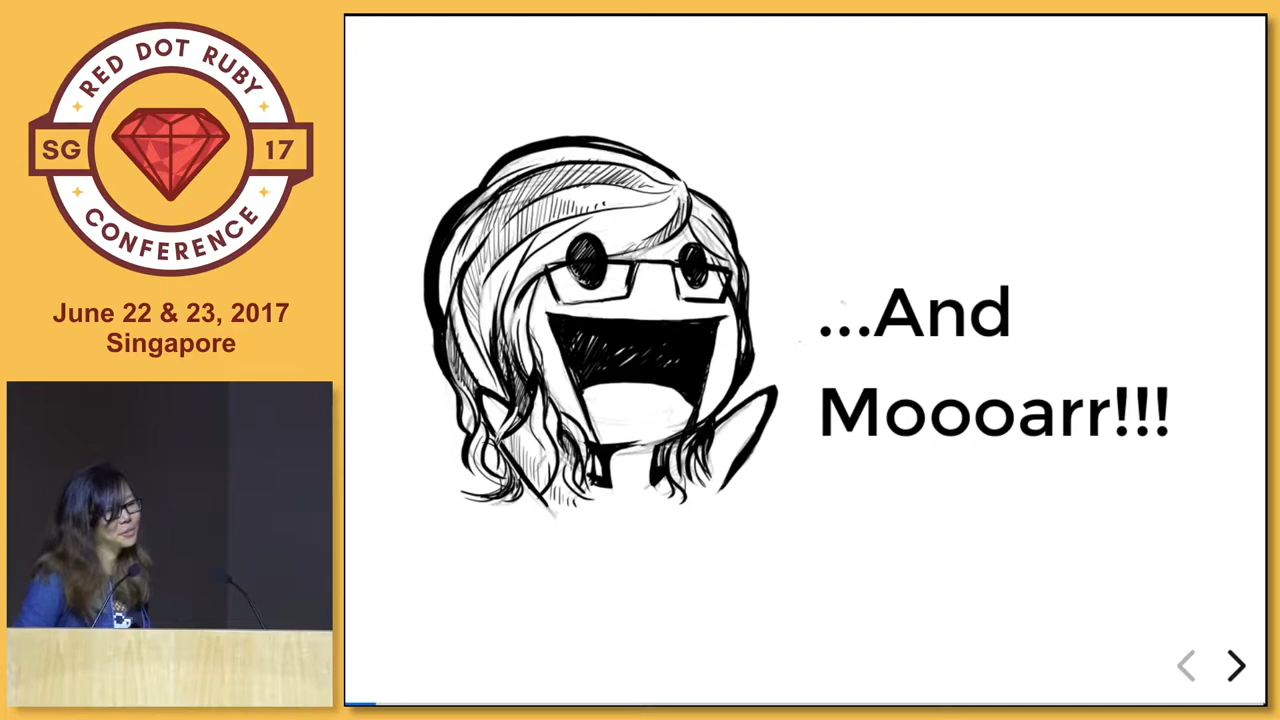 RED DOT RUBY
SG 17
CONFERENCE
June 22 & 23, 2017
Singapore
...And
Moooarr!!!